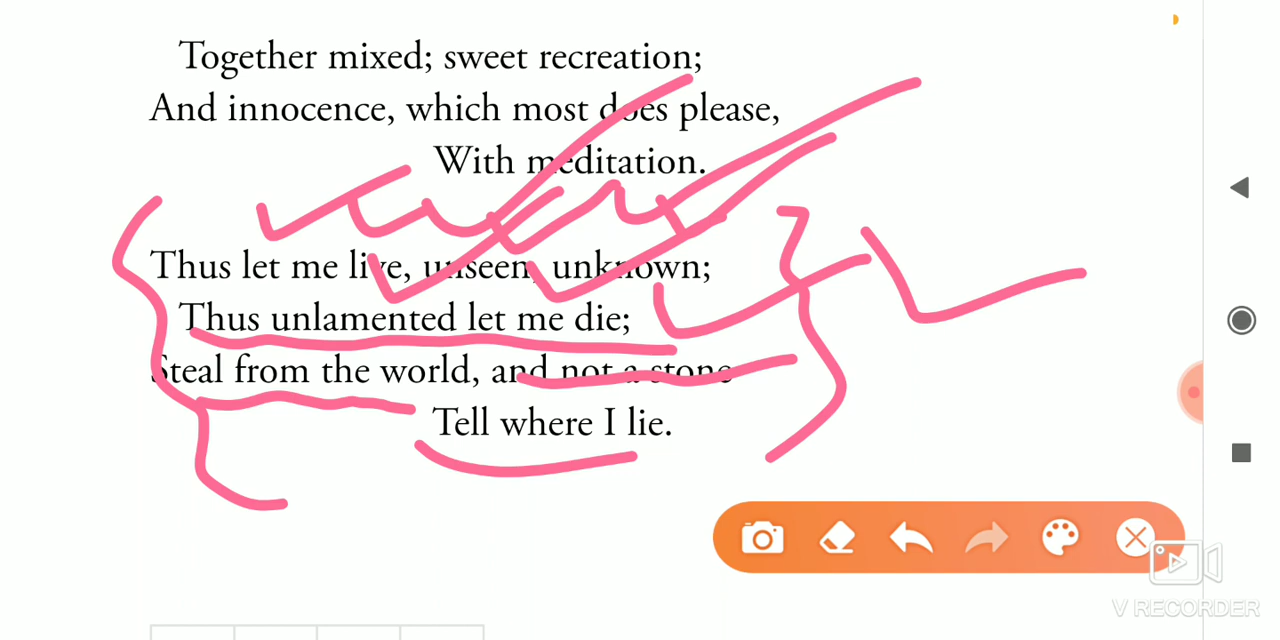 Together mixed; sweet recreation;
And innocence, which most does please,
With meditation.
Thus let me live, unseen, unknown;
Thus unlamented let me die;
Steal from the world, and not a stone
Tell where I lie.
V RECORDER